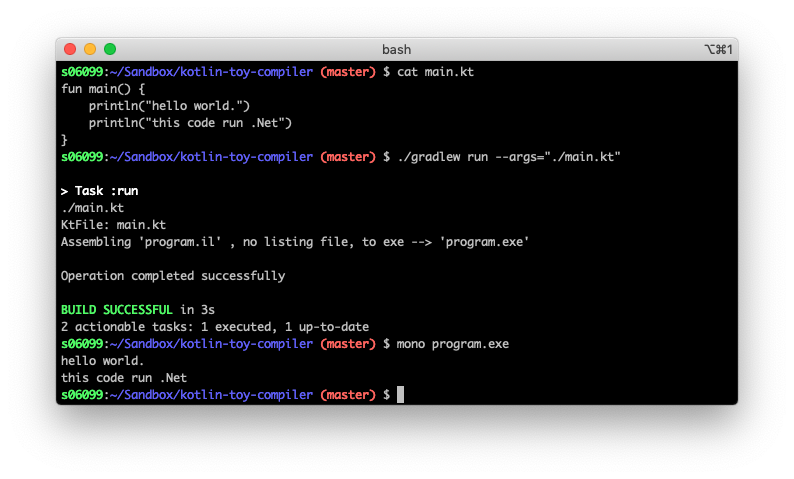 bash
⌥⌘1
s06099:~/Sandbox/kotlin-toy-compiler (master) $ cat main.kt
fun main() {
    println("hello world.")
    println("this code run .Net")
}
s06099:~/Sandbox/kotlin-toy-compiler (master) $ ./gradlew run --args="./main.kt"
> Task :run
./main.kt
KtFile: main.kt
Assembling 'program.il' , no listing file, to exe --> 'program.exe'
Operation completed successfully
BUILD SUCCESSFUL in 3s
2 actionable tasks: 1 executed, 1 up-to-date
s06099:~/Sandbox/kotlin-toy-compiler (master) $ mono program.exe
hello world.
this code run .Net
s06099:~/Sandbox/kotlin-toy-compiler (master) $